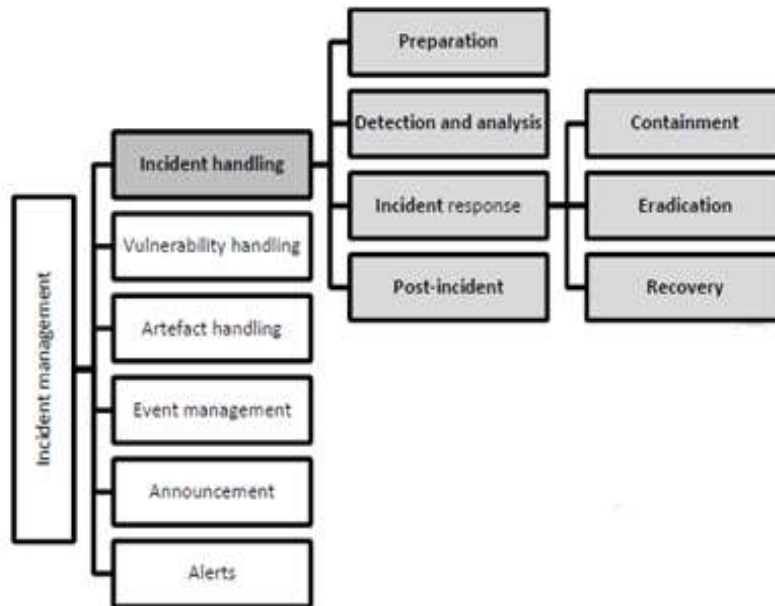 Incident management
Incident handling
Vulnerability handling
Artefact handling
Event management
Announcement
Alerts
Preparation
Detection and analysis
Incident response
Post-incident
Containment
Eradication
Recovery